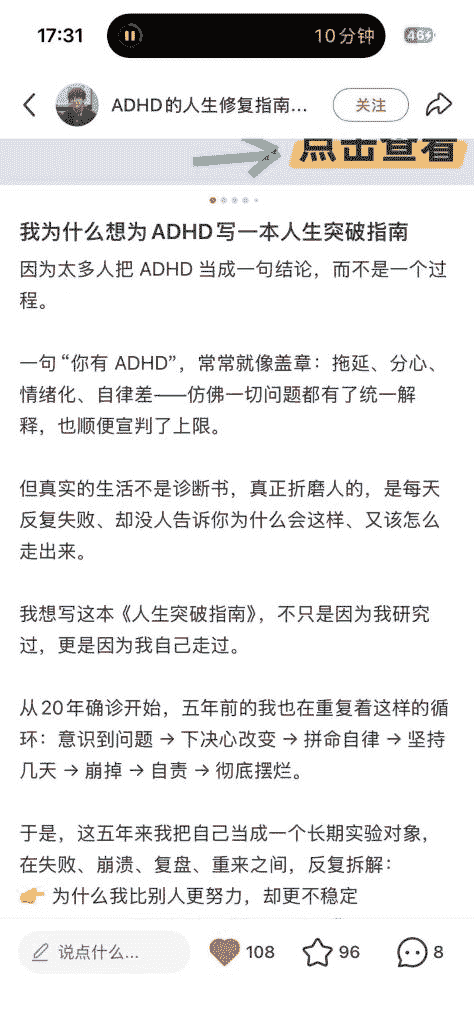 17:31
10分钟
46
ADHD的人生修复指南...
关注
点击查看
我为什么想为ADHD写一本人生突破指南
因为太多人把 ADHD 当成一句结论，而不是一个过
程。
一句“你有 ADHD”，常常就像盖章：拖延、分心、
情绪化、自律差——仿佛一切问题都有了统一解
释，也顺便宣判了上限。
但真实的生活不是诊断书，真正折磨人的，是每天
反复失败、却没人告诉你为什么会这样、又该怎么
走出来。
我想写这本《人生突破指南》，不只是因为我研究
过，更是因为我自己走过。
从20年确诊开始，五年前的我也在重复着这样的循
环：意识到问题 → 下决心改变 → 拼命自律 → 坚持
几天 → 崩掉 → 自责 → 彻底摆烂。
于是，这五年来我把自己当成一个长期实验对象，
在失败、崩溃、复盘、重来之间，反复拆解：
👉 为什么我比别人更努力，却更不稳定
说点什么...
108
96
8